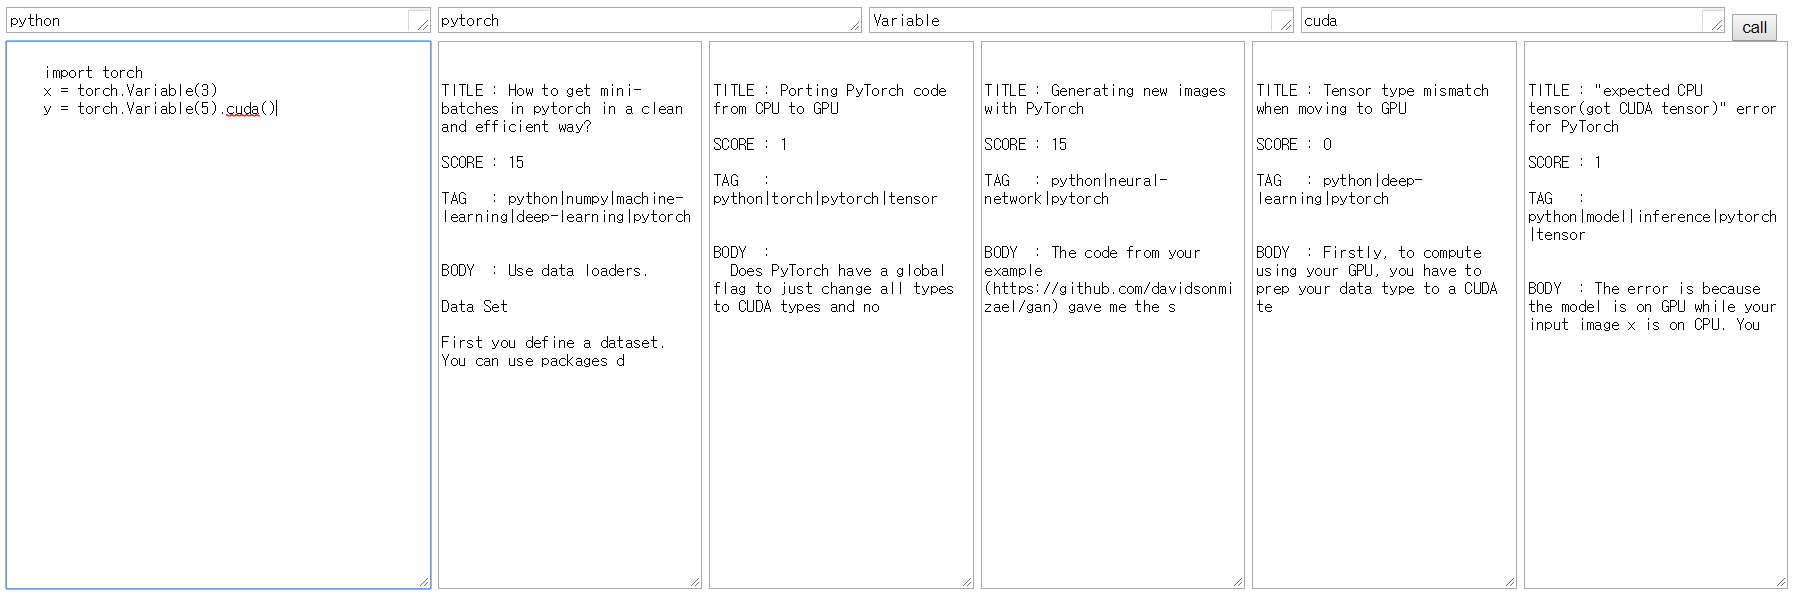 python
pytorch
Variable
cuda
call
import torch
x = torch.Variable(3)
y = torch.Variable(5).cuda()
TITLE : How to get mini-
batches in pytorch in a clean
and efficient way?
SCORE : 15
TAG   : python|numpy|machine-
learning|deep-learning|pytorch
BODY  : Use data loaders.
Data Set
First you define a dataset.
You can use packages d
TITLE : Porting PyTorch code
from CPU to GPU
SCORE : 1
TAG   :
python|torch|pytorch|tensor
BODY  :
Does PyTorch have a global
flag to just change all types
to CUDA types and no
TITLE : Generating new images
with PyTorch
SCORE : 15
TAG   : python|neural-
network|pytorch
BODY  : The code from your
example
(https://github.com/davidsonmi
zael/gan) gave me the s
TITLE : Tensor type mismatch
when moving to GPU
SCORE : 0
TAG   : python|deep-
learning|pytorch
BODY  : Firstly, to compute
using your GPU, you have to
prep your data type to a CUDA
te
TITLE : "expected CPU
tensor(got CUDA tensor)" error
for PyTorch
SCORE : 1
TAG   :
python|model|inference|pytorch
|tensor
BODY  : The error is because
the model is on GPU while your
input image x is on CPU. You